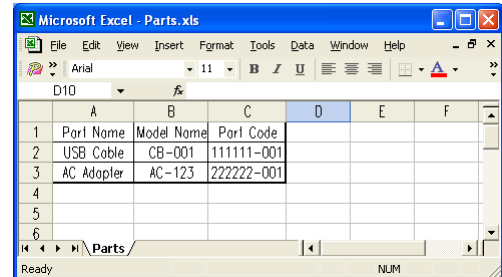 Microsoft Excel - Parts.xls
File Edit View Insert Format Tools Data Window Help
Arial 11 B I U A
D10 fx
A B C D E F
1 Part Name Model Name Part Code
2 USB Cable CB-001 111111-001
3 AC Adapter AC-123 222222-001
4
5
6
Parts
Ready NUM